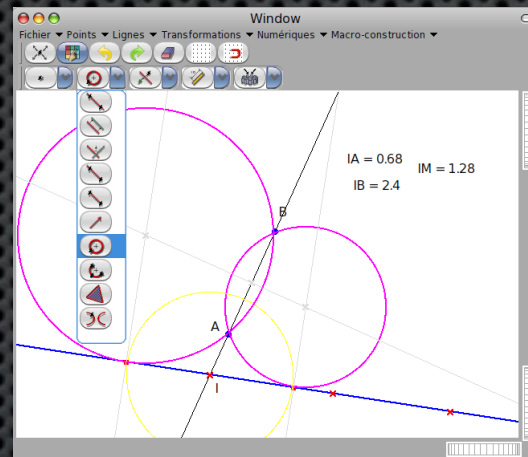 Window
Fichier Points Lignes Transformations Numériques Macro-construction
IA = 0.68
IM = 1.28
IB = 2.4
B
A
I